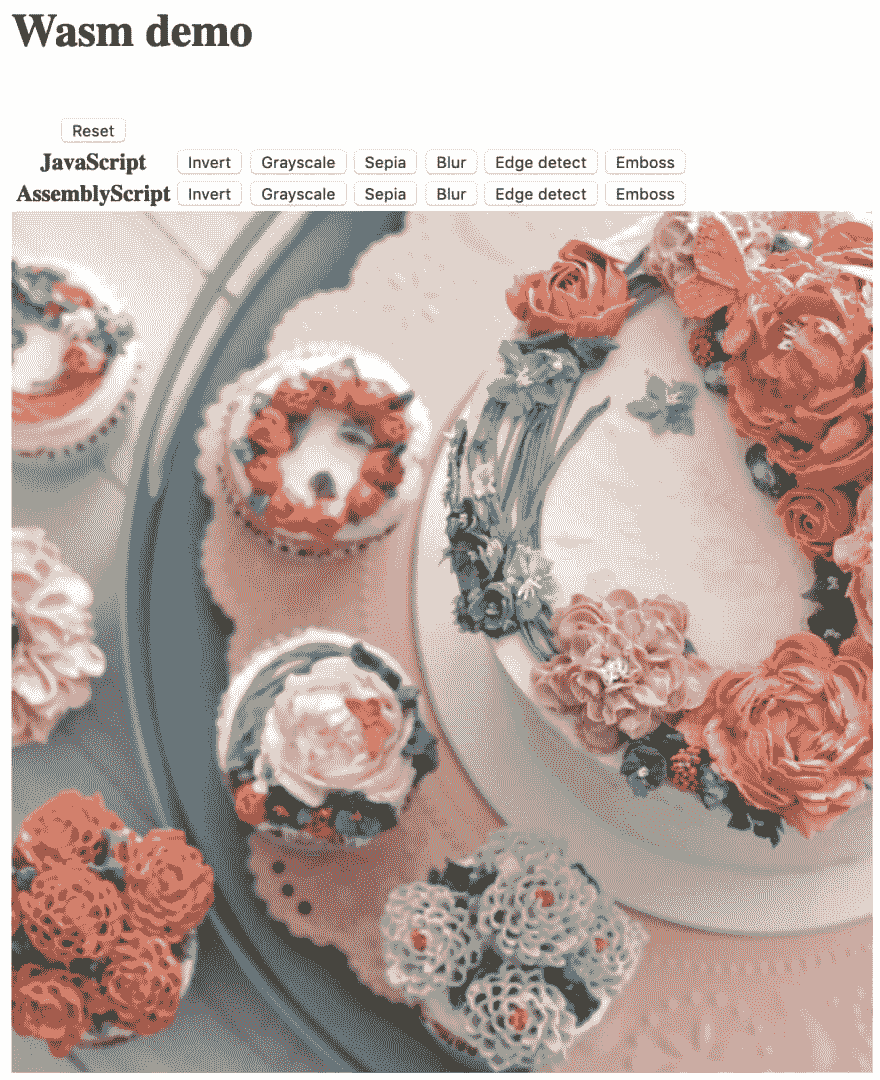 Wasm demo
Reset
JavaScript Invert Grayscale Sepia Blur Edge detect Emboss
AssemblyScript Invert Grayscale Sepia Blur Edge detect Emboss